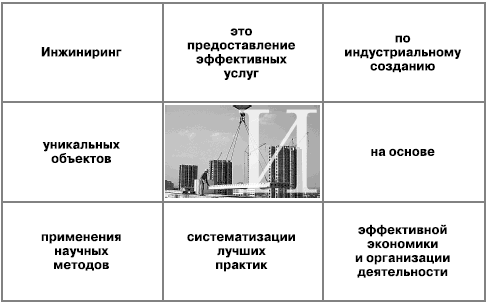 Инжиниринг
это
предоставление
эффективных
услуг
по
индустриальному
созданию
уникальных
объектов
И
на основе
применения
научных
методов
систематизации
лучших
практик
эффективной
экономики
и организации
деятельности